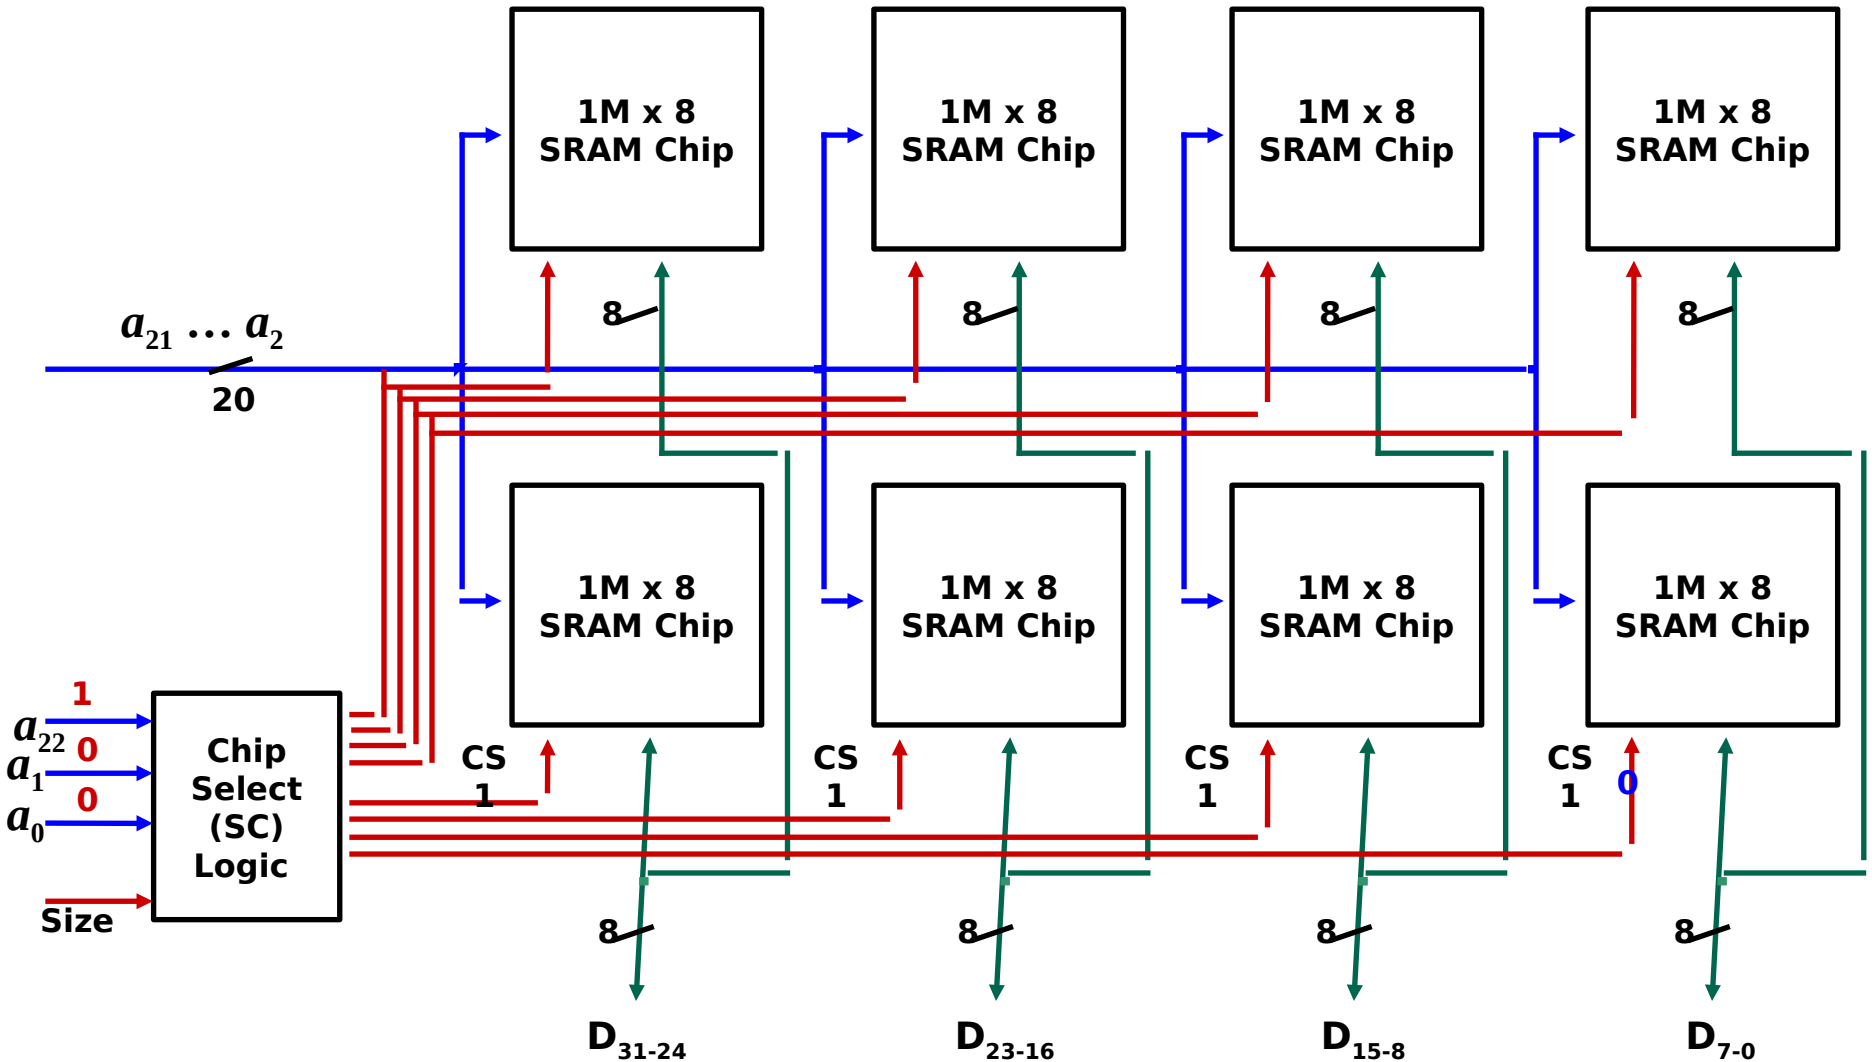 1M x 8
SRAM Chip
1M x 8
SRAM Chip
1M x 8
SRAM Chip
1M x 8
SRAM Chip
8
8
8
8
a21 … a2
20
1M x 8
SRAM Chip
1M x 8
SRAM Chip
1M x 8
SRAM Chip
1M x 8
SRAM Chip
1
a22
0
a1
0
a0
Size
Chip
Select
(SC)
Logic
CS
1
CS
1
CS
1
CS
1
0
8
8
8
8
D31-24
D23-16
D15-8
D7-0